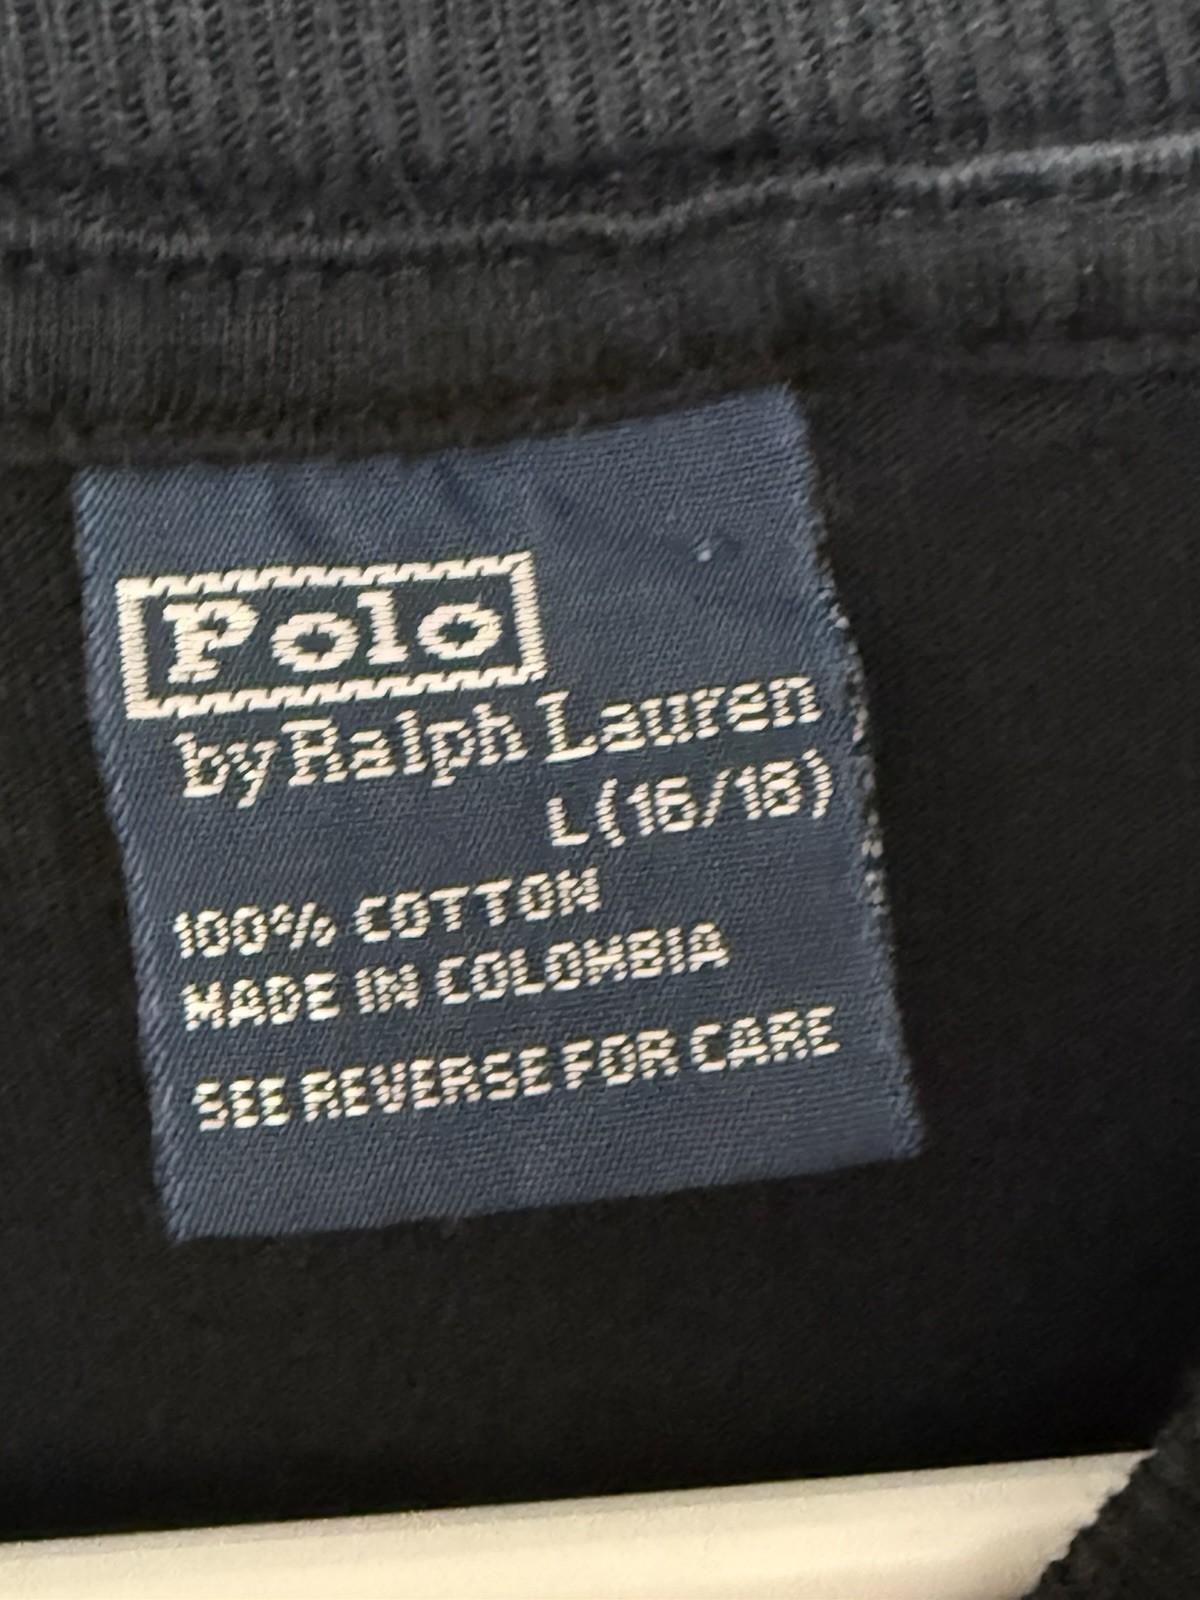 Polo
by Ralph Lauren
L (16/18)
100% COTTON
MADE IN COLOMBIA
SEE REVERSE FOR CARE